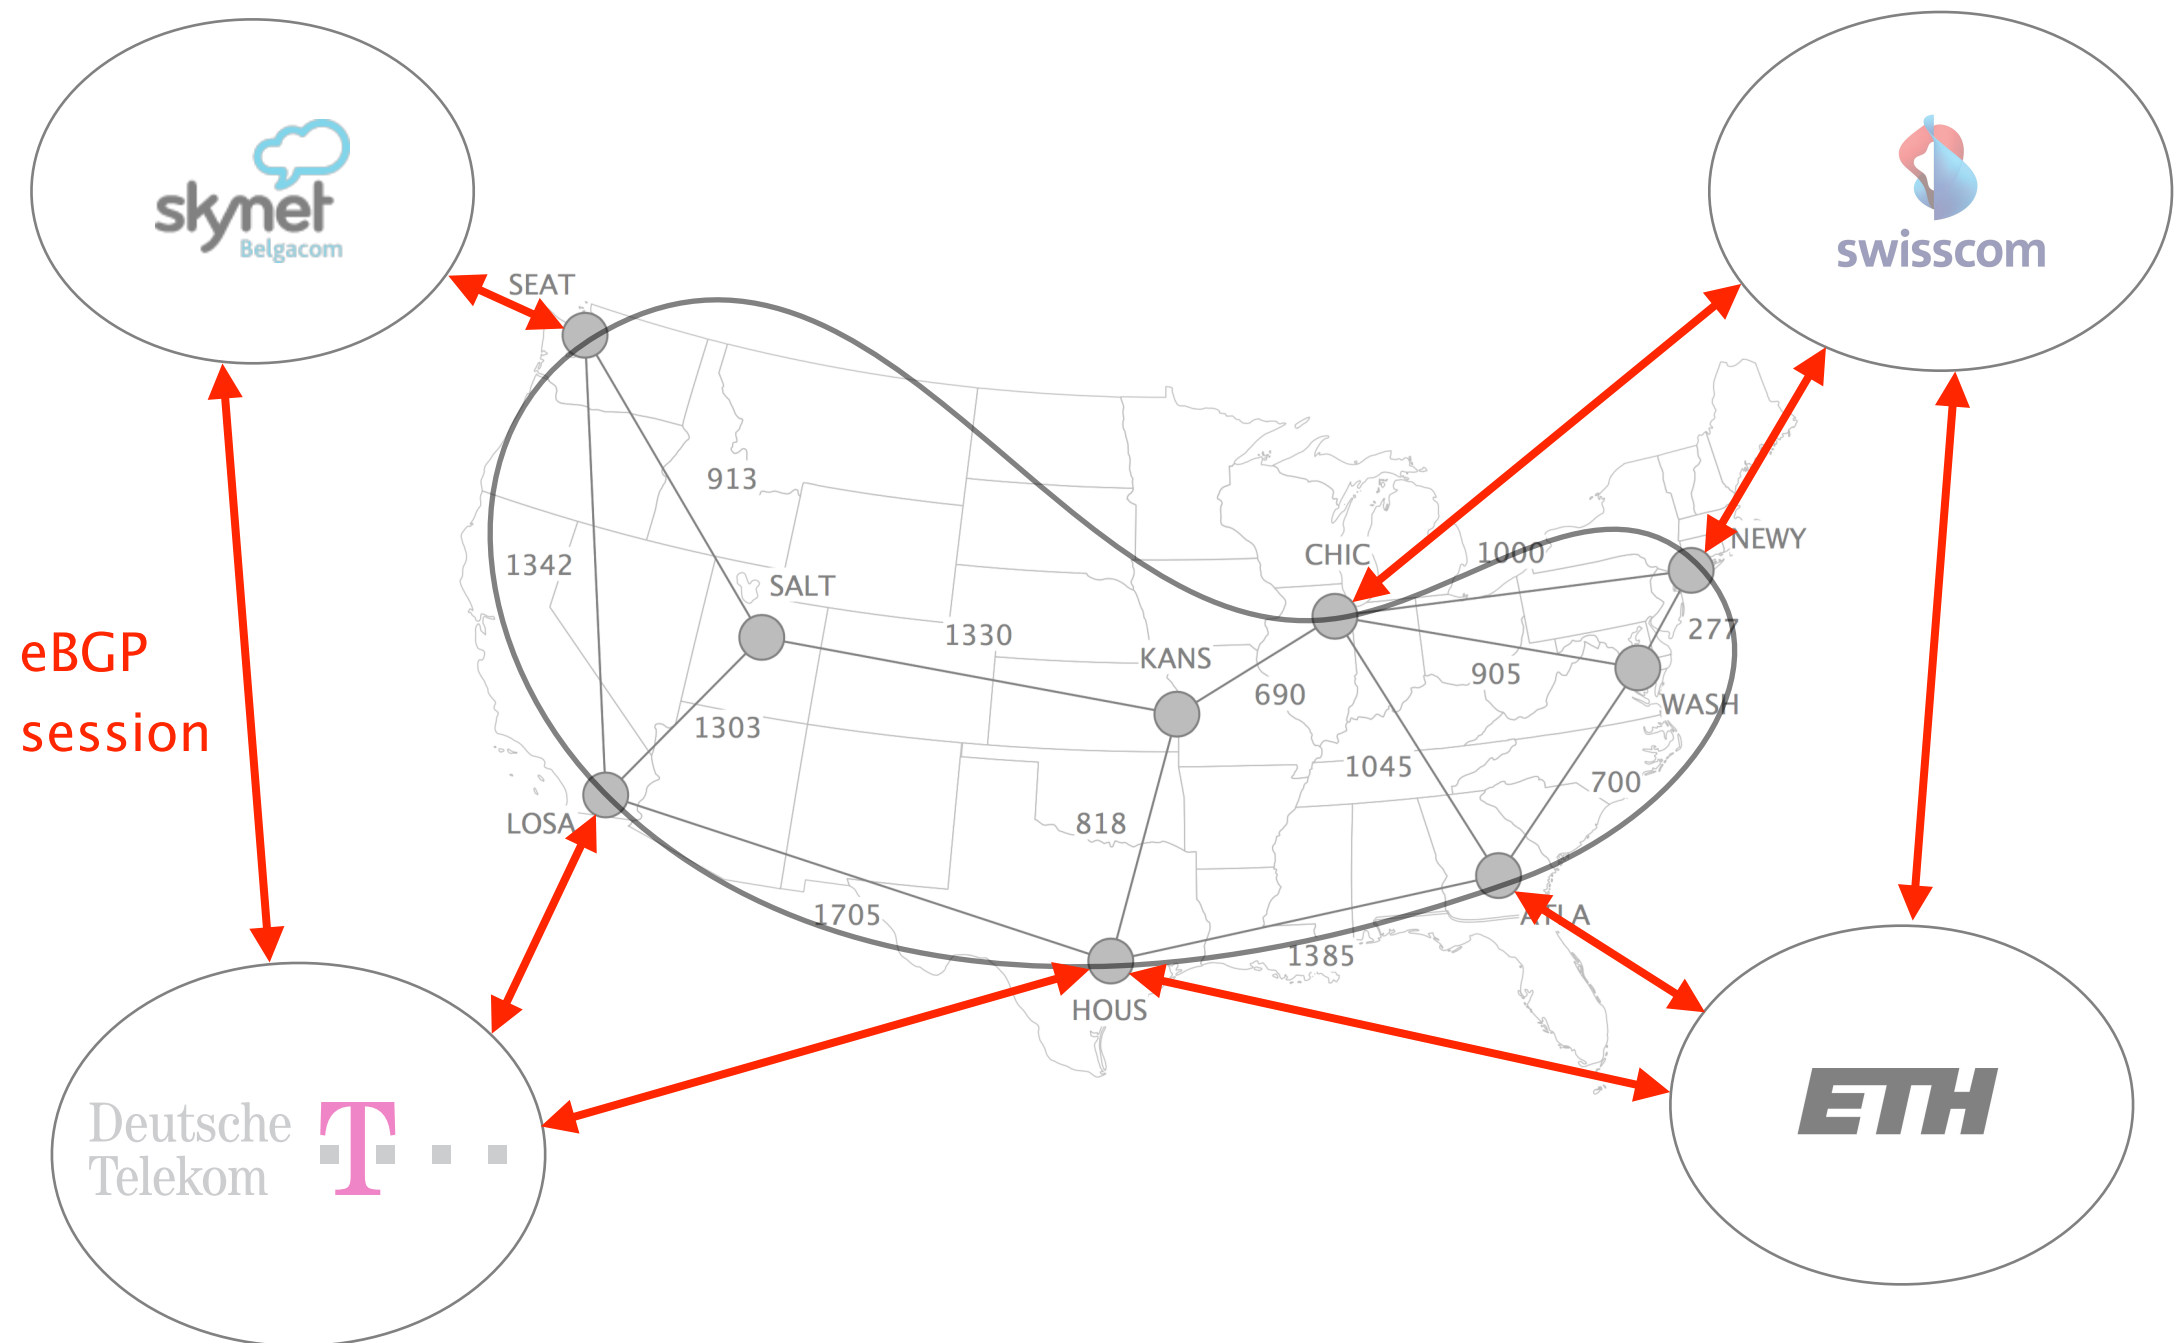 skynet
Belgacom
swisscom
SEAT
913
NEWY
1342
CHIC
1000
SALT
1330
277
eBGP
session
KANS
905
690
WASH
1303
1045
700
LOSA
818
1705
ATLA
1385
HOUS
Deutsche
Telekom
T
ETH